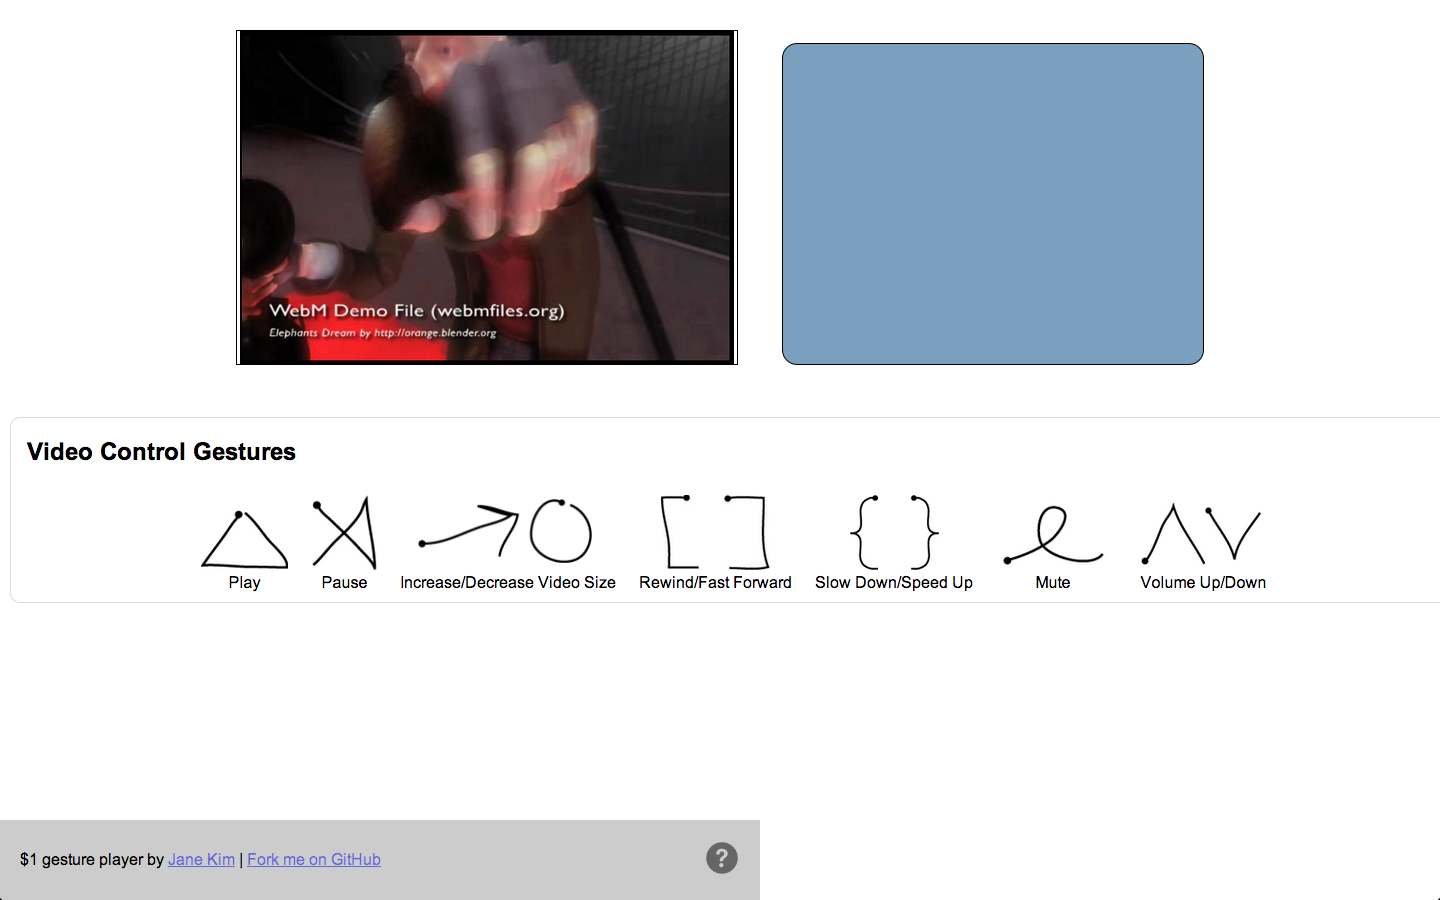 WebM Demo File (webmfiles.org)
Elephants Dream by http://orange.blender.org
Video Control Gestures
Play Pause Increase/Decrease Video Size Rewind/Fast Forward Slow Down/Speed Up Mute Volume Up/Down
$1 gesture player by Jane Kim | Fork me on GitHub
?